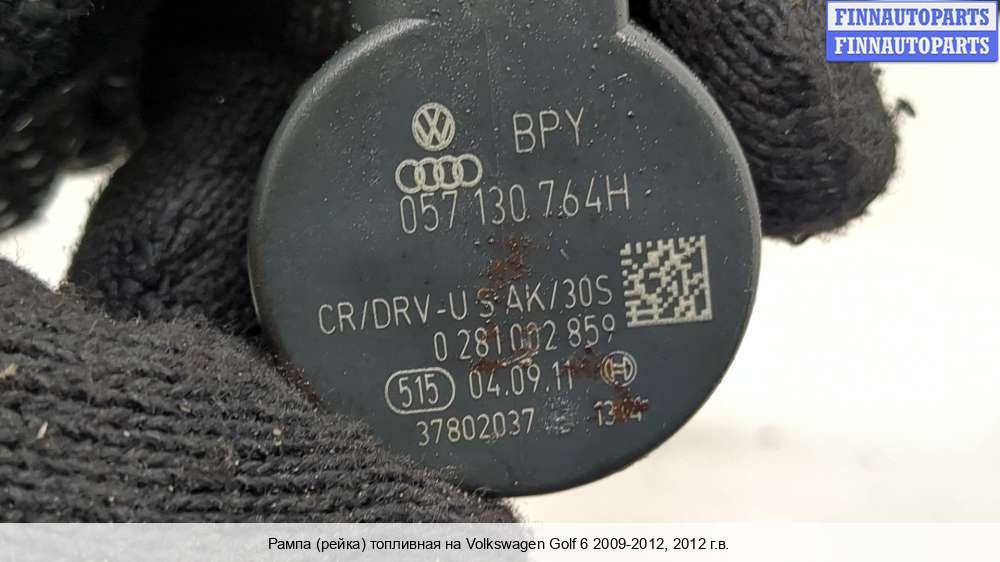 FINNAUTOPARTS
FINNAUTOPARTS
BPY
057 130 764H
CR/DRV-U S AK/30S
0 281 002 859
515 04.09.11
37802037
Рампа (рейка) топливная на Volkswagen Golf 6 2009-2012, 2012 г.в.